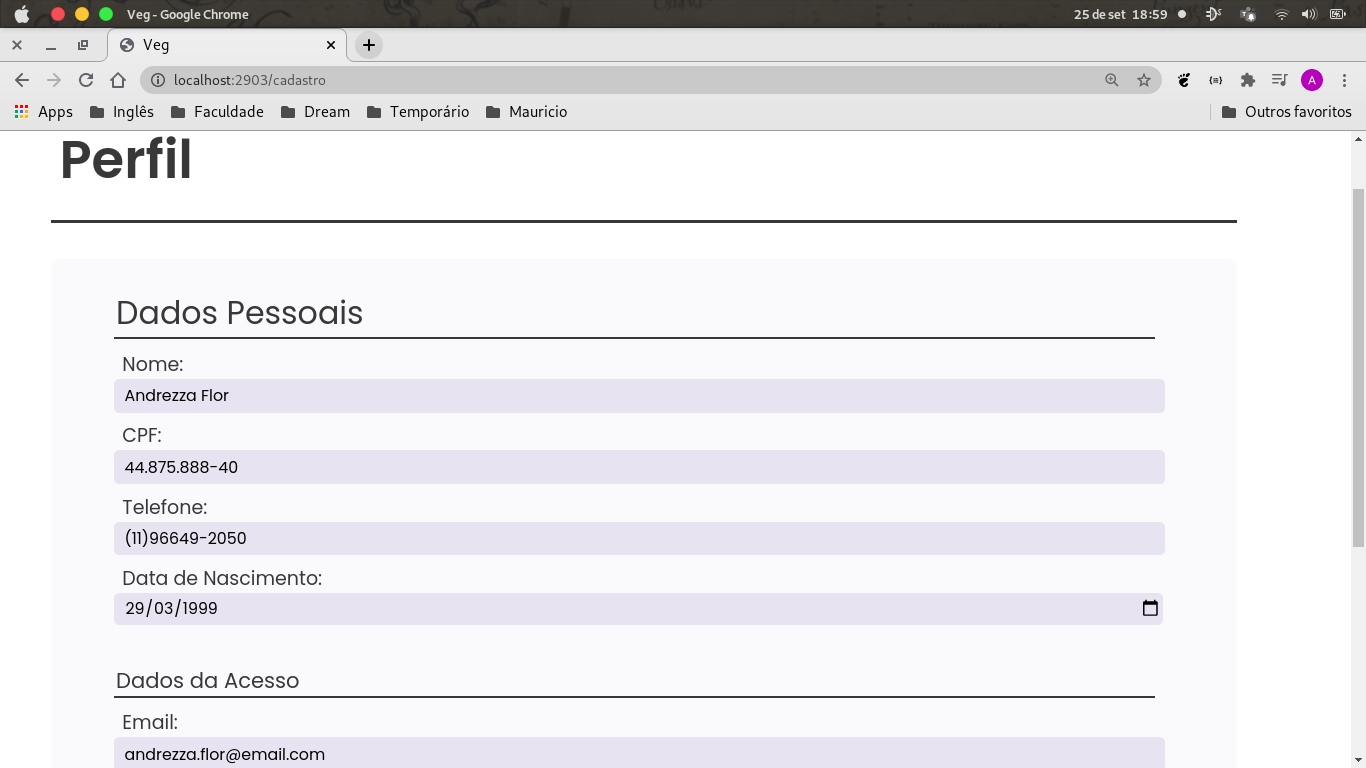 Veg - Google Chrome
25 de set 18:59
Veg
localhost:2903/cadastro
A
Apps Inglês Faculdade Dream Temporário Mauricio Outros favoritos
Perfil
Dados Pessoais
Nome:
Andrezza Flor
CPF:
44.875.888-40
Telefone:
(11)96649-2050
Data de Nascimento:
29/03/1999
Dados da Acesso
Email:
andrezza.flor@email.com